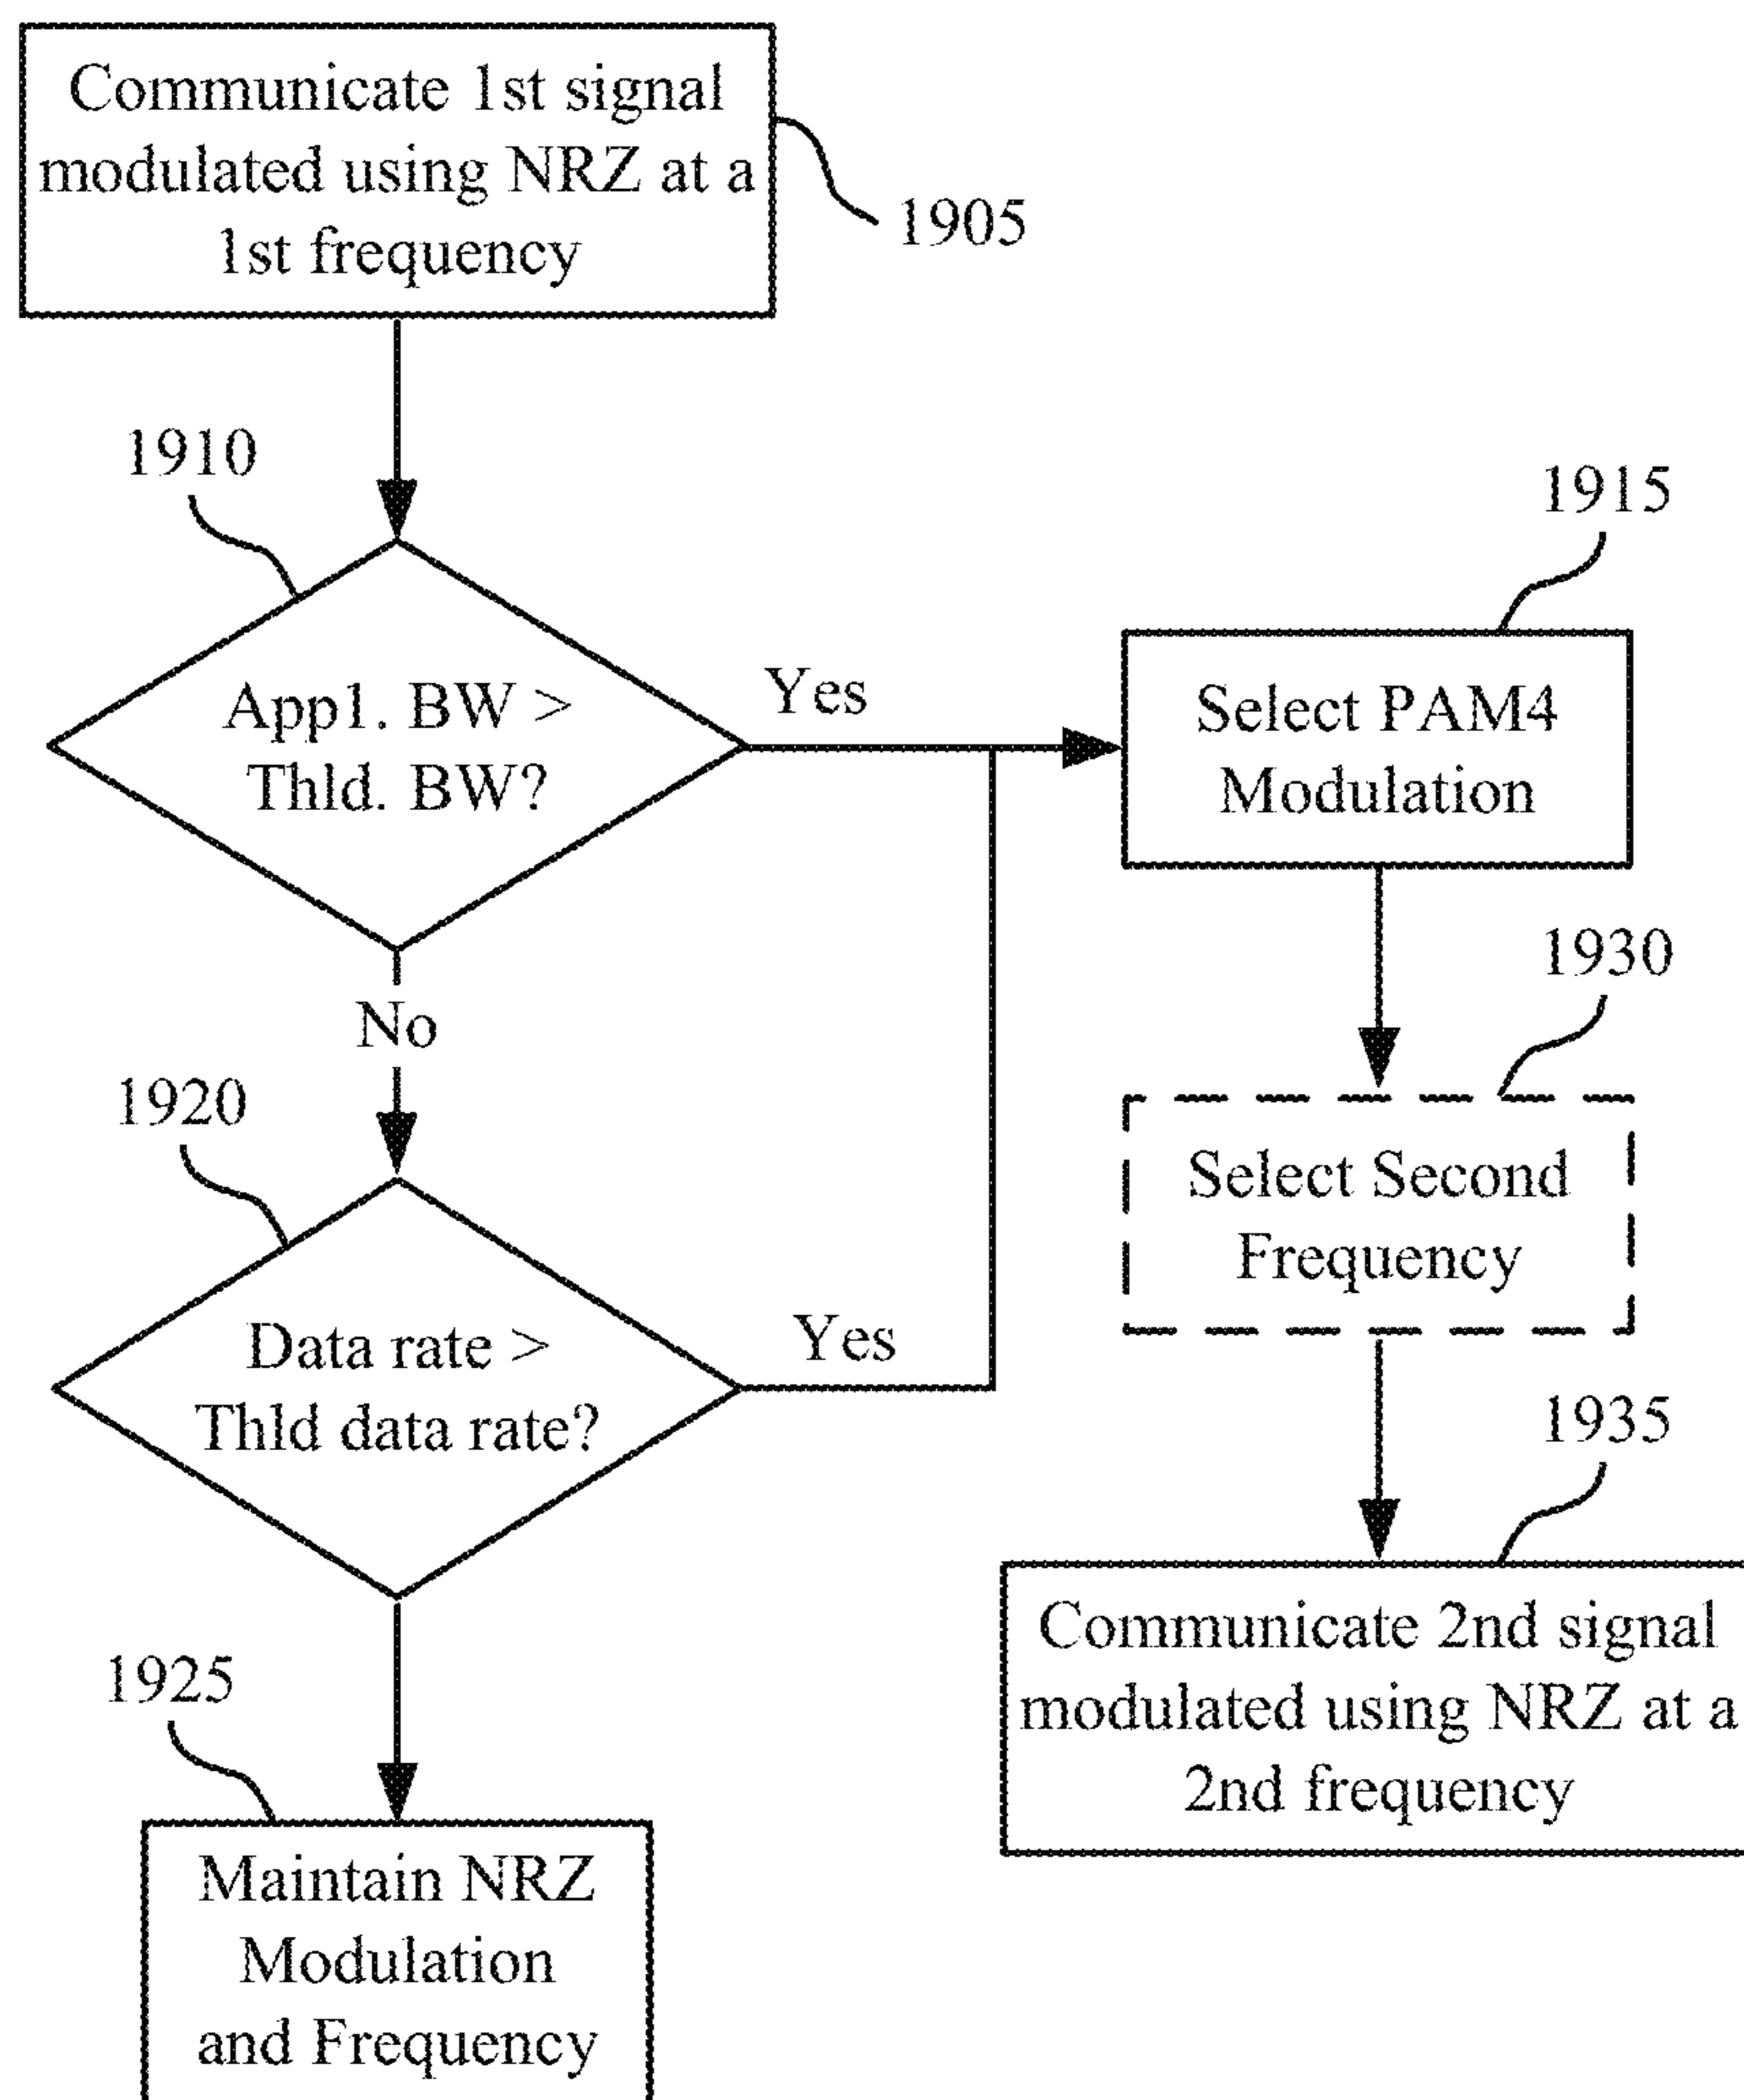 Communicate 1st signal
modulated using NRZ at a
1st frequency
1905
1910
App1. BW >
Thld. BW?
Yes
1915
Select PAM4
Modulation
No
1930
Select Second
Frequency
1920
Data rate >
Thld data rate?
Yes
1935
Communicate 2nd signal
modulated using NRZ at a
2nd frequency
1925
Maintain NRZ
Modulation
and Frequency